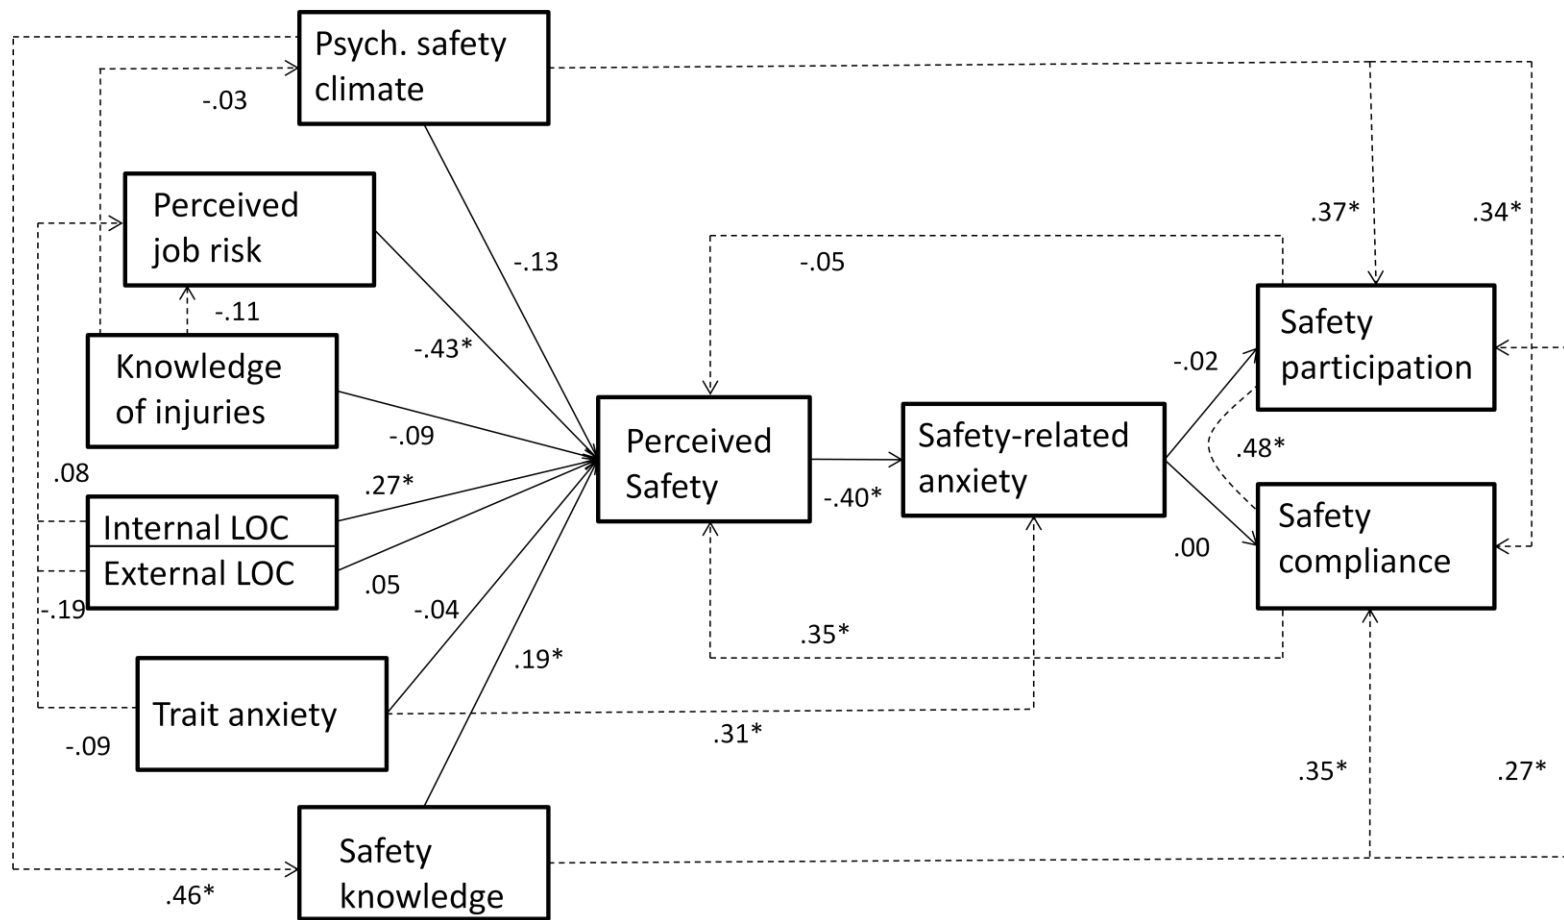 Psych. safety
climate
-.03
Perceived
job risk
.37*
.34*
-.13
-.05
-.11
-.43*
Knowledge
of injuries
Safety
participation
-.02
-.09
Perceived
Safety
Safety-related
anxiety
.48*
.08
.27*
-.40*
Internal LOC
External LOC
Safety
compliance
.00
.05
-.04
-.19
.35*
.19*
Trait anxiety
-.09
.31*
.35*
.27*
Safety
knowledge
.46*